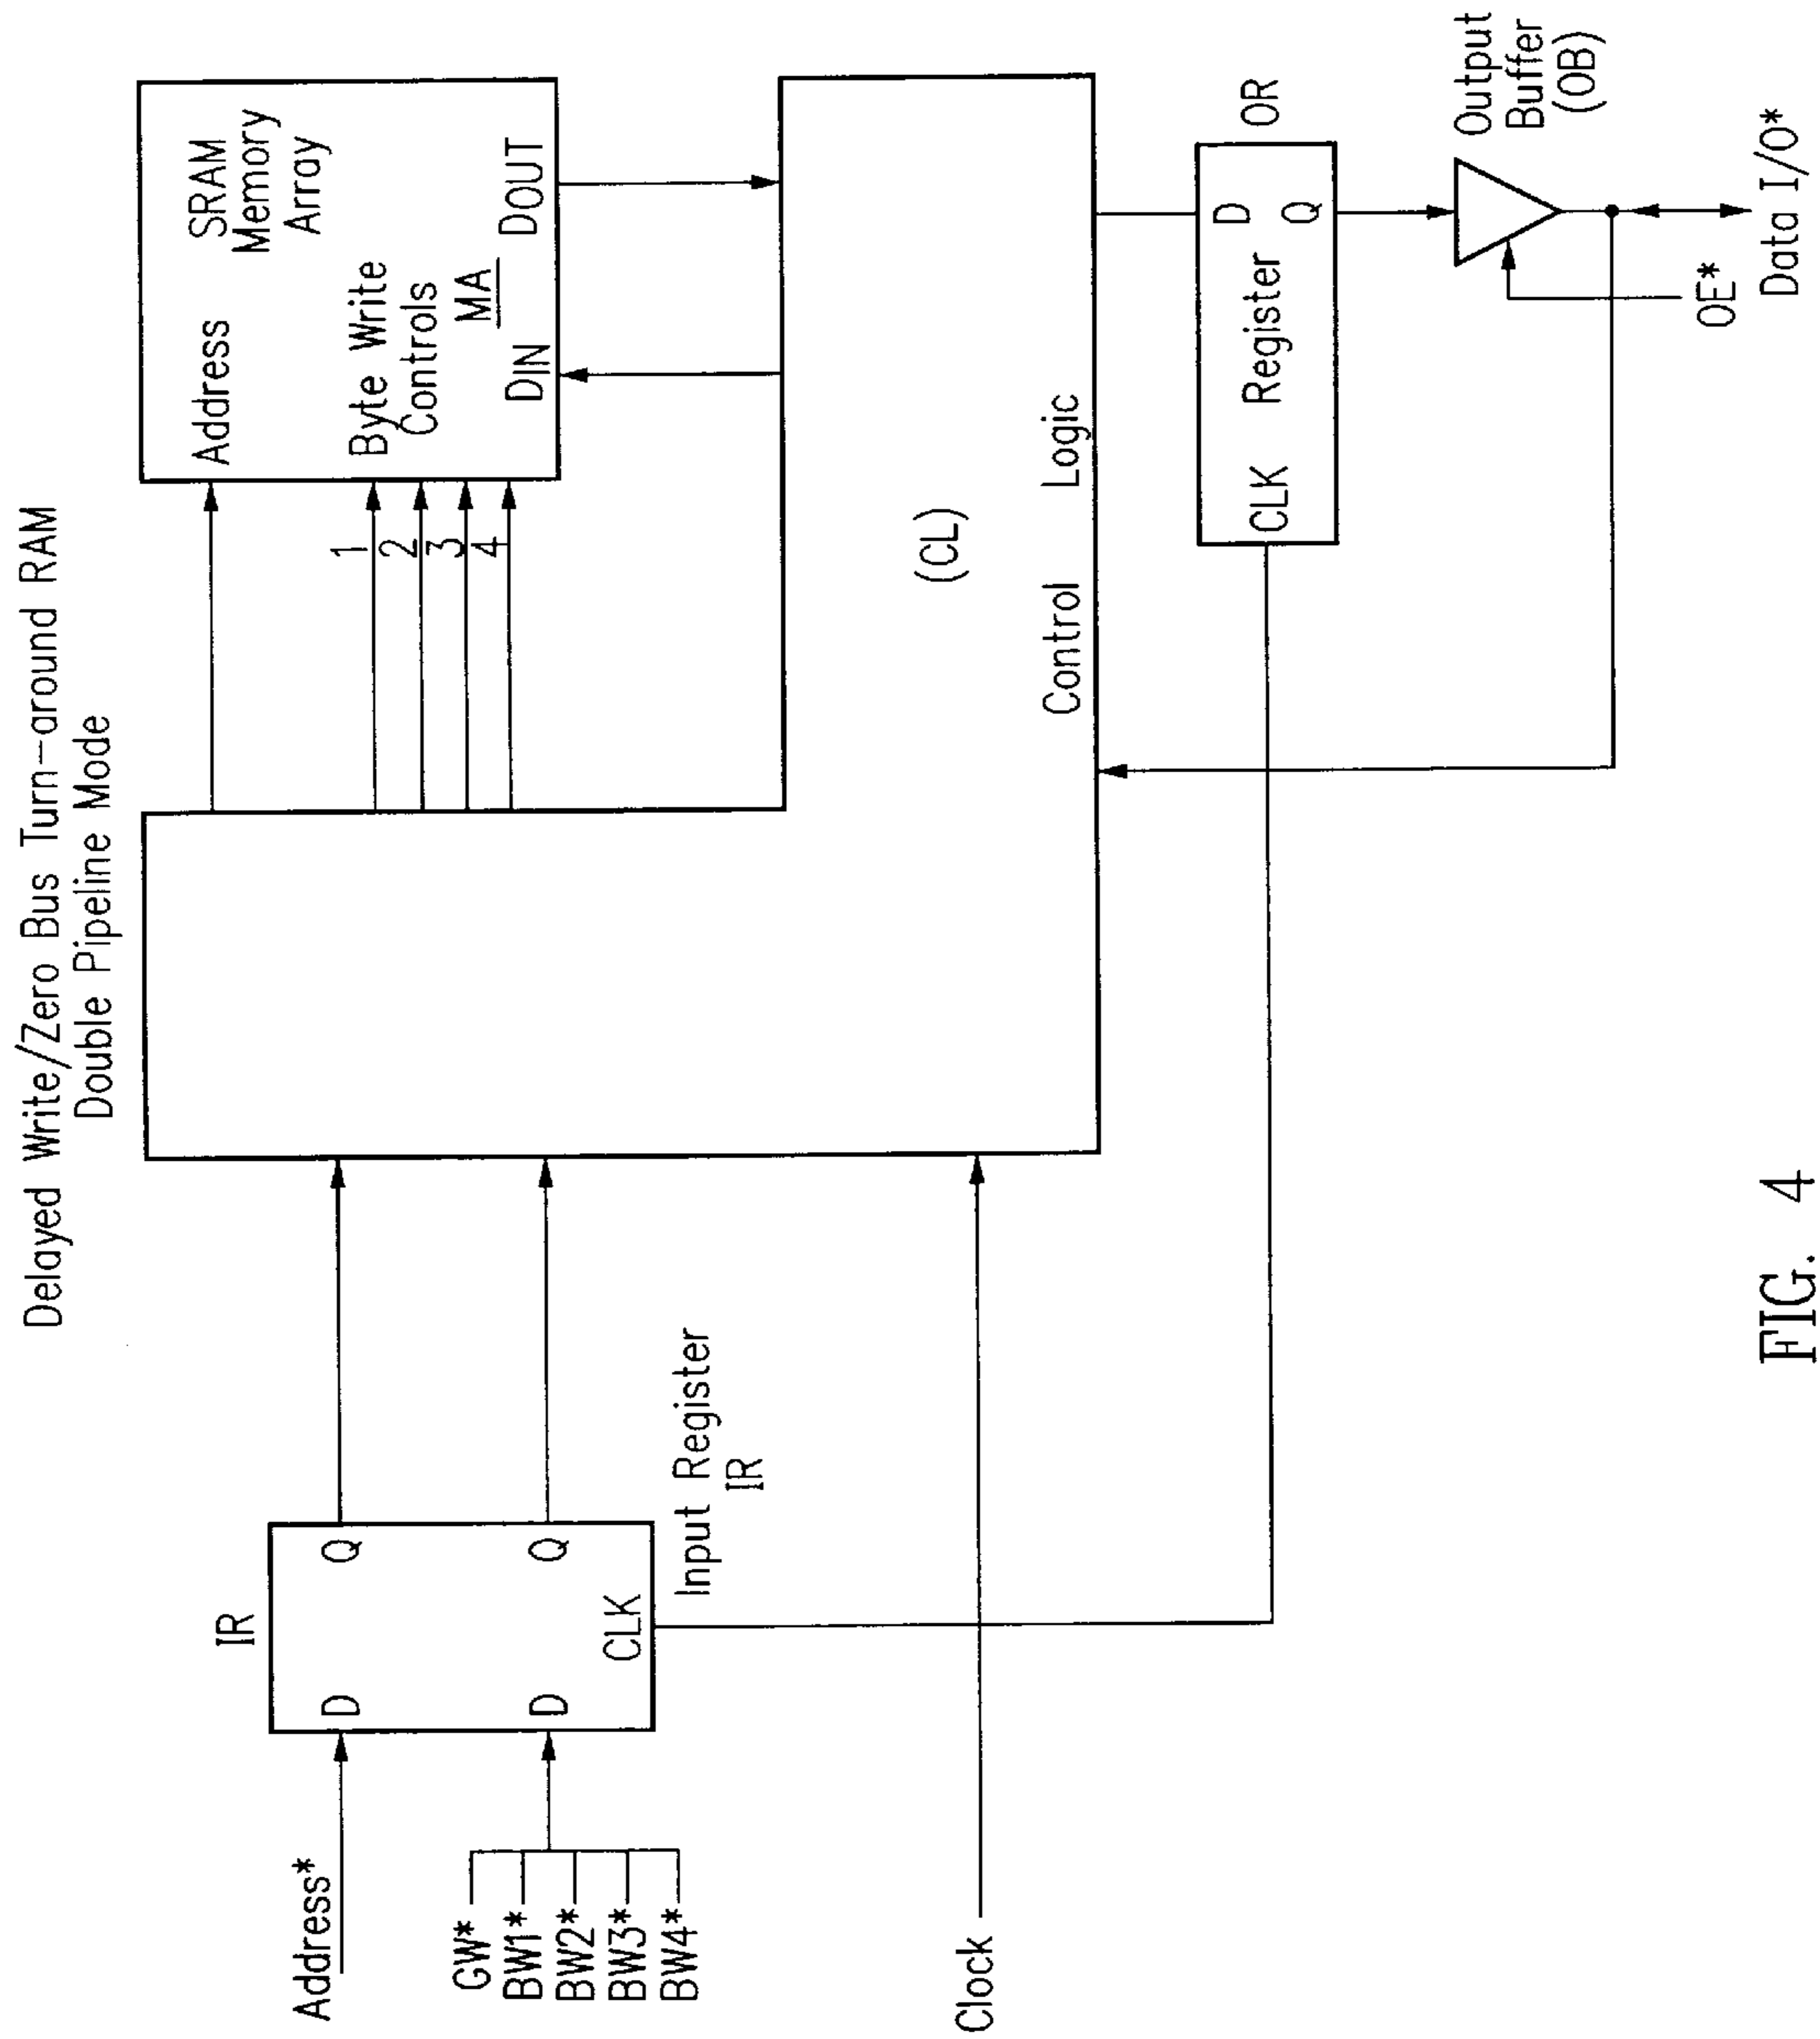 Delayed Write/Zero Bus Turn-around RAM
Double Pipeline Mode
Address*
GW*
BW1*
BW2*
BW3*
BW4*
Clock
IR
D
Q
D
Q
CLK
Input Register
IR
1
2
3
4
Address
SRAM
Memory
Array
Byte Write
Controls
MA
DIN
DOUT
(CL)
Control Logic
CLK
Register
D
Q
OR
Output
Buffer
(OB)
OE*
Data I/O*
FIG. 4